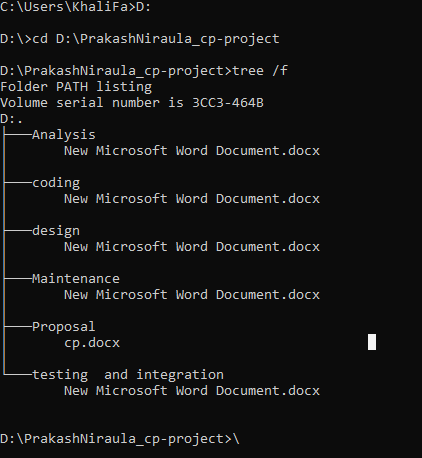 C:\Users\KhaliFa>D:
D:\>cd D:\PrakashNiraula_cp-project
D:\PrakashNiraula_cp-project>tree /f
Folder PATH listing
Volume serial number is 3CC3-464B
D:.
├───Analysis
│       New Microsoft Word Document.docx
│
├───coding
│       New Microsoft Word Document.docx
│
├───design
│       New Microsoft Word Document.docx
│
├───Maintenance
│       New Microsoft Word Document.docx
│
├───Proposal
│       cp.docx
│
└───testing  and integration
        New Microsoft Word Document.docx
D:\PrakashNiraula_cp-project>\